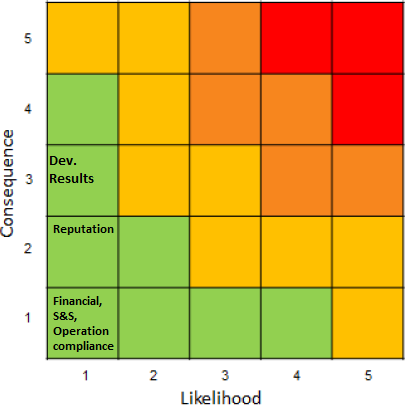 5
4
Dev.
Results
3
Reputation
2
Financial,
S&S,
Operation
compliance
1
1 2 3 4 5
Consequence
Likelihood